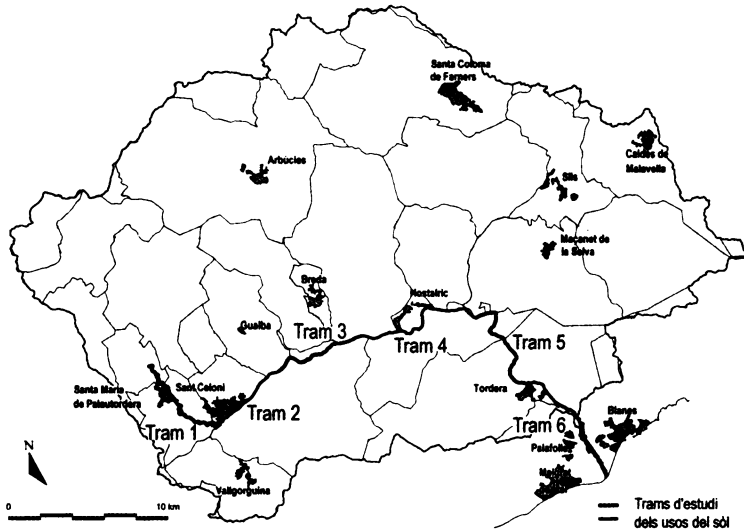 Santa Coloma
de Farners
Caldes de
Malavella
Arbúcies
Sils
Maçanet de
la Selva
Breda
Hostalric
Gualba
Tram 3
Tram 4
Tram 5
Santa Maria
de Palautordera
Sant Celoni
Tordera
Tram 2
Tram 1
Blanes
Tram 6
Palafolls
N
Vallgorguina
Malgrat
0
10 km
Trams d'estudi
dels usos del sòl